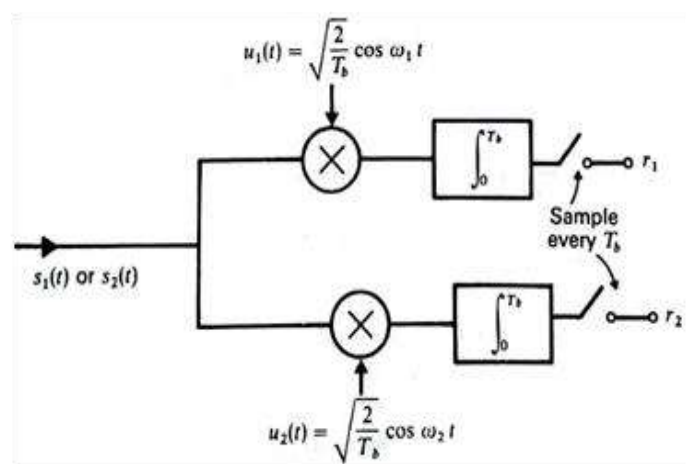 u₁(t) = √(2/T_b) cos ω₁ t
∫₀^{T_b}
r₁
Sample
every T_b
s₁(t) or s₂(t)
∫₀^{T_b}
r₂
u₂(t) = √(2/T_b) cos ω₂ t